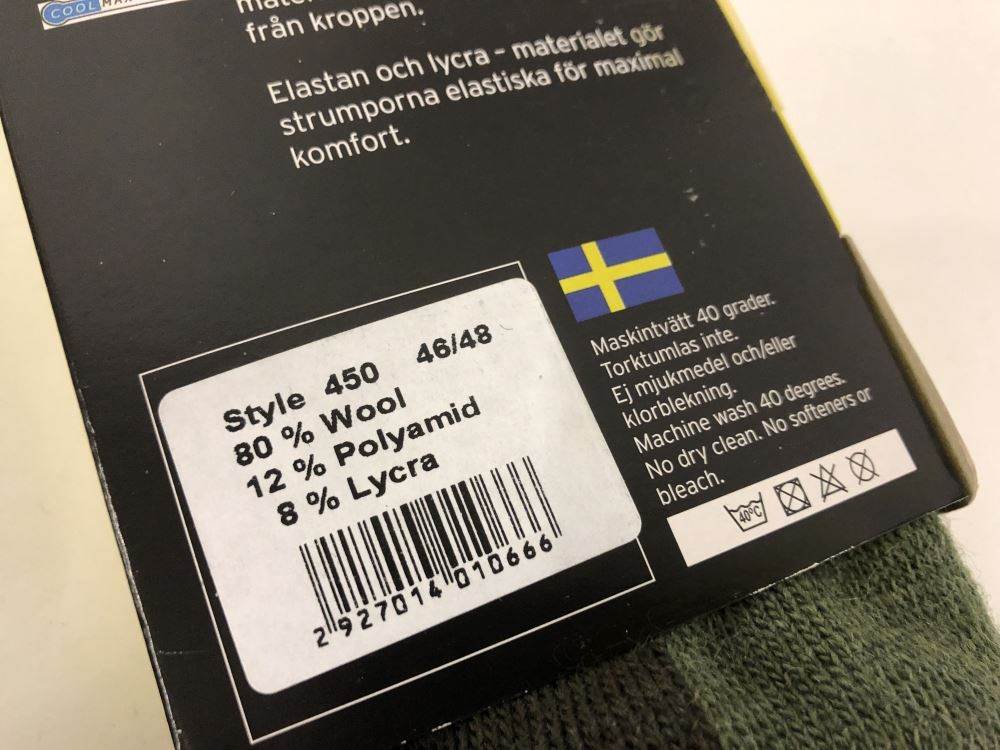 COOLMAX
från kroppen.
Elastan och lycra - materialet gör
strumporna elastiska för maximal
komfort.
Style 450 46/48
80 % Wool
12 % Polyamid
8 % Lycra
2 927014 010666
Maskintvätt 40 grader.
Torktumlas inte.
Ej mjukmedel och/eller
klorblekning.
Machine wash 40 degrees.
No dry clean. No softeners or
bleach.
40°C